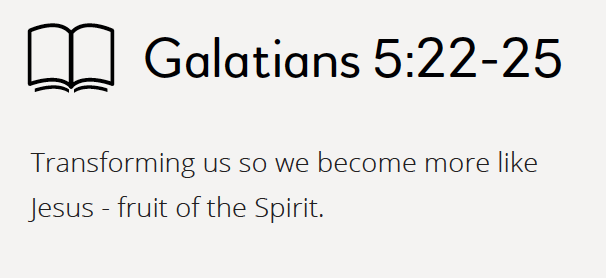 Galatians 5:22-25
Transforming us so we become more like
Jesus - fruit of the Spirit.